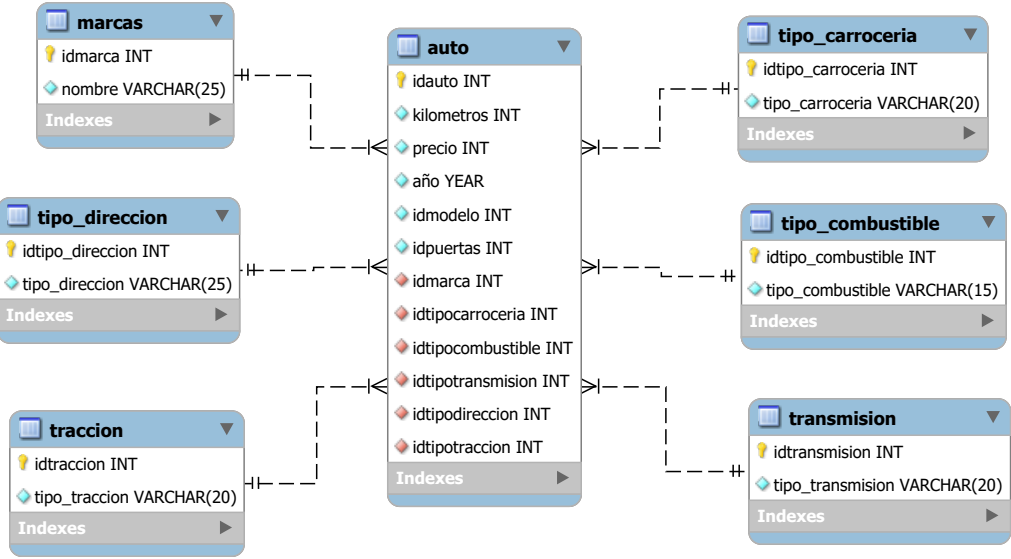 marcas
idmarca INT
nombre VARCHAR(25)
Indexes
tipo_direccion
idtipo_direccion INT
tipo_direccion VARCHAR(25)
Indexes
traccion
idtraccion INT
tipo_traccion VARCHAR(20)
Indexes
auto
idauto INT
kilometros INT
precio INT
año YEAR
idmodelo INT
idpuertas INT
idmarca INT
idtipocarroceria INT
idtipocombustible INT
idtipotransmision INT
idtipodireccion INT
idtipotraccion INT
Indexes
tipo_carroceria
idtipo_carroceria INT
tipo_carroceria VARCHAR(20)
Indexes
tipo_combustible
idtipo_combustible INT
tipo_combustible VARCHAR(15)
Indexes
transmision
idtransmision INT
tipo_transmision VARCHAR(20)
Indexes